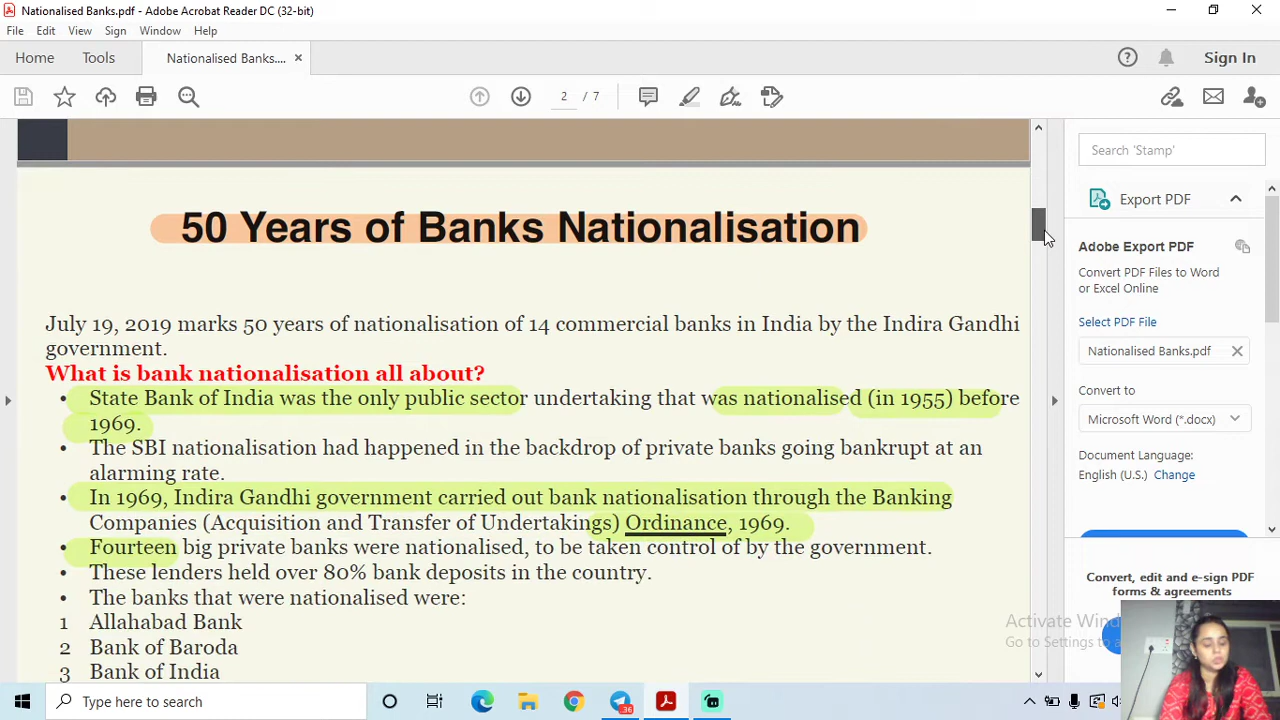 Nationalised Banks.pdf - Adobe Acrobat Reader DC (32-bit)
File Edit View Sign Window Help
Home Tools Nationalised Banks....
Sign In
2 / 7
50 Years of Banks Nationalisation
July 19, 2019 marks 50 years of nationalisation of 14 commercial banks in India by the Indira Gandhi
government.
What is bank nationalisation all about?
• State Bank of India was the only public sector undertaking that was nationalised (in 1955) before
1969.
• The SBI nationalisation had happened in the backdrop of private banks going bankrupt at an
alarming rate.
• In 1969, Indira Gandhi government carried out bank nationalisation through the Banking
Companies (Acquisition and Transfer of Undertakings) Ordinance, 1969.
• Fourteen big private banks were nationalised, to be taken control of by the government.
• These lenders held over 80% bank deposits in the country.
• The banks that were nationalised were:
1 Allahabad Bank
2 Bank of Baroda
3 Bank of India
Search 'Stamp'
Export PDF
Adobe Export PDF
Convert PDF Files to Word
or Excel Online
Select PDF File
Nationalised Banks.pdf
Convert to
Microsoft Word (*.docx)
Document Language:
English (U.S.) Change
Convert, edit and e-sign PDF
forms & agreements
Activate
Go to Settings to
Type here to search
36